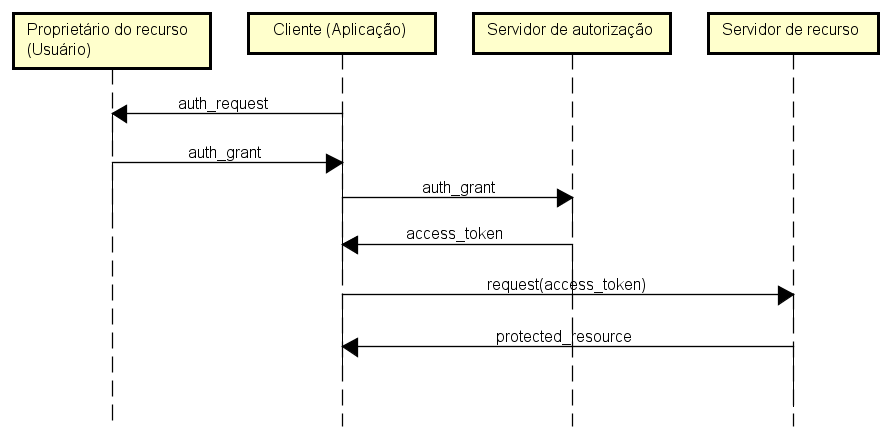 Proprietário do recurso
(Usuário)
Cliente (Aplicação)
Servidor de autorização
Servidor de recurso
auth_request
auth_grant
auth_grant
access_token
request(access_token)
protected_resource